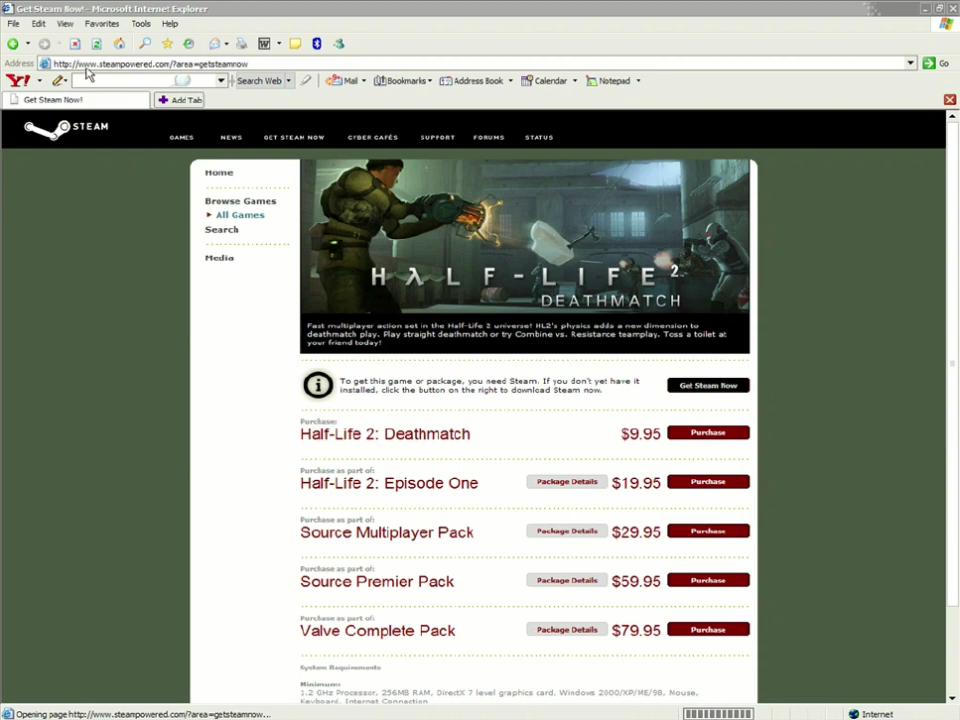 Get Steam Now! - Microsoft Internet Explorer
File Edit View Favorites Tools Help
Address http://www.steampowered.com/?area=getsteamnow Go
Y! Search Web Mail Bookmarks Address Book Calendar Notepad
Get Steam Now! Add Tab
STEAM
GAMES NEWS GET STEAM NOW CYBER CAFÉS SUPPORT FORUMS STATUS
Home
Browse Games
All Games
Search
Media
HλLF-LIFE2
DEATHMATCH
Fast multiplayer action set in the Half-Life 2 universe! HL2's physics adds a new dimension to
deathmatch play. Play straight deathmatch or try Combine vs. Resistance teamplay. Toss a toilet at
your friend today!
To get this game or package, you need Steam. If you don't yet have it
installed, click the button on the right to download Steam now.
Get Steam Now
Purchase:
Half-Life 2: Deathmatch $9.95 Purchase
Purchase as part of:
Half-Life 2: Episode One Package Details $19.95 Purchase
Purchase as part of:
Source Multiplayer Pack Package Details $29.95 Purchase
Purchase as part of:
Source Premier Pack Package Details $59.95 Purchase
Purchase as part of:
Valve Complete Pack Package Details $79.95 Purchase
System Requirements
Minimum:
1.2 GHz Processor, 256MB RAM, DirectX 7 level graphics card, Windows 2000/XP/ME/98, Mouse,
Keyboard, Internet Connection
Opening page http://www.steampowered.com/?area=getsteamnow... Internet